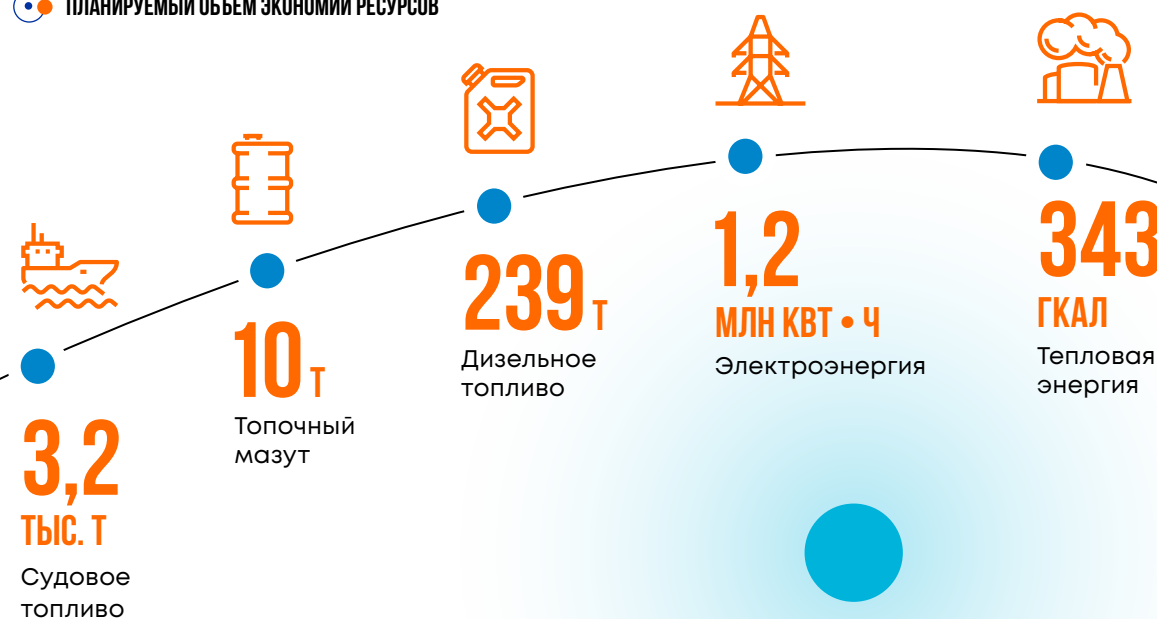 ПЛАНИРУЕМЫЙ ОБЪЕМ ЭКОНОМИИ РЕСУРСОВ
3,2
ТЫС. Т
Судовое
топливо
10 Т
Топочный
мазут
239 Т
Дизельное
топливо
1,2
МЛН КВТ • Ч
Электроэнергия
343
ГКАЛ
Тепловая
энергия